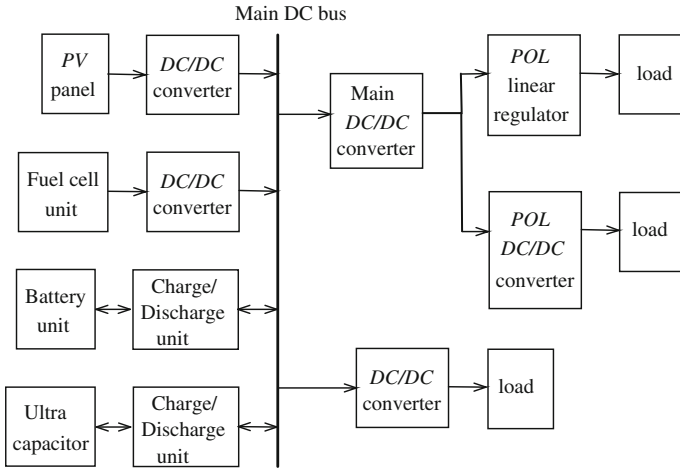 Main DC bus
PV
panel
DC/DC
converter
Fuel cell
unit
DC/DC
converter
Battery
unit
Charge/
Discharge
unit
Ultra
capacitor
Charge/
Discharge
unit
Main
DC/DC
converter
POL
linear
regulator
load
POL
DC/DC
converter
load
DC/DC
converter
load